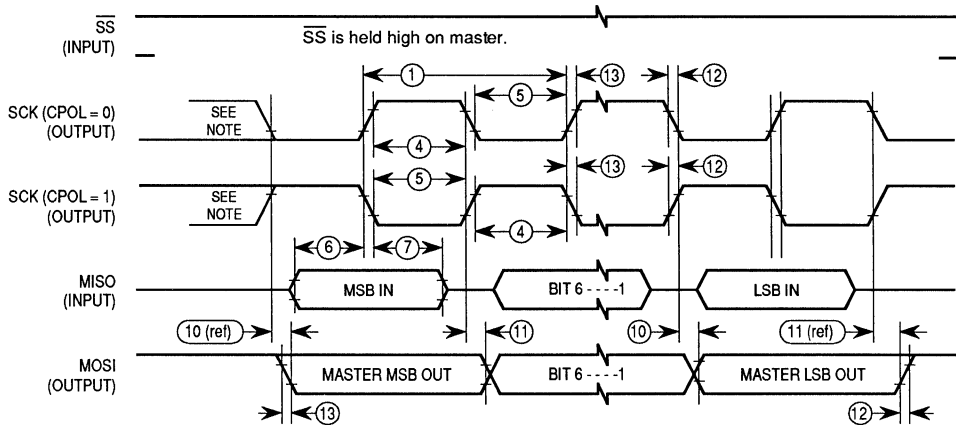 SS
(INPUT)
SS is held high on master.
1
13
12
5
SCK (CPOL = 0)
(OUTPUT)
SEE
NOTE
4
13
12
5
SCK (CPOL = 1)
(OUTPUT)
SEE
NOTE
4
6
7
MISO
(INPUT)
MSB IN
BIT 6 - - - - -1
LSB IN
10 (ref)
11
10
11 (ref)
MOSI
(OUTPUT)
MASTER MSB OUT
BIT 6 - - - - -1
MASTER LSB OUT
13
12